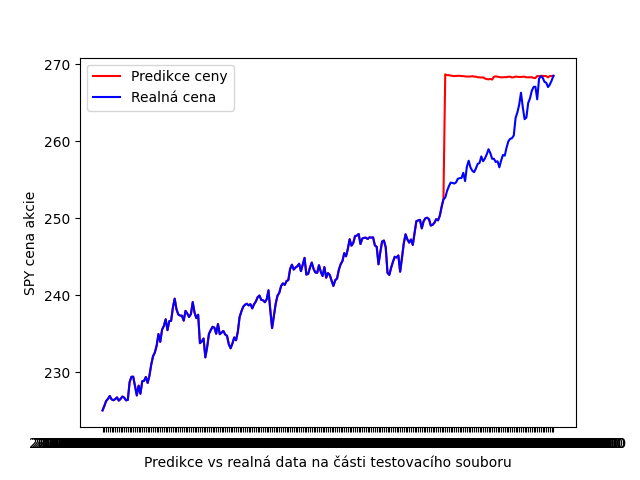 270
260
250
240
230
SPY cena akcie
Predikce ceny
Realná cena
Predikce vs realná data na části testovacího souboru